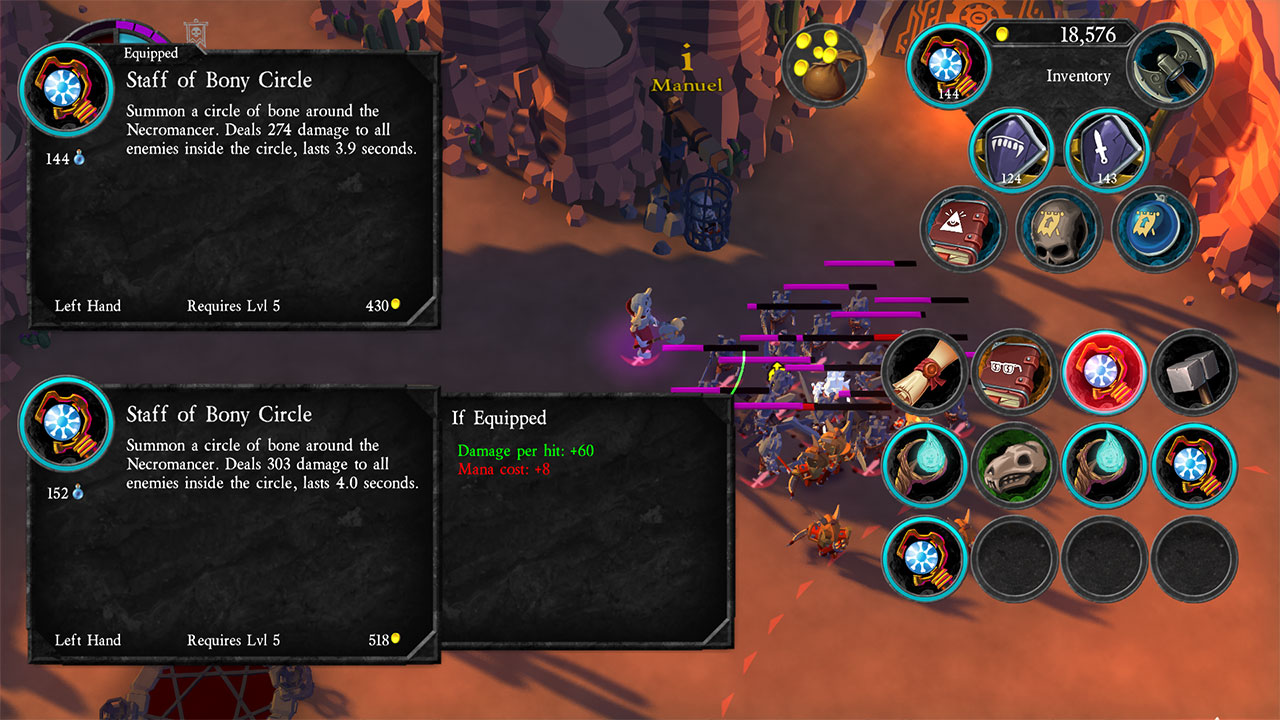 Equipped
Staff of Bony Circle
Summon a circle of bone around the
Necromancer. Deals 274 damage to all
enemies inside the circle, lasts 3.9 seconds.
144
Left Hand Requires Lvl 5 430
Staff of Bony Circle
Summon a circle of bone around the
Necromancer. Deals 303 damage to all
enemies inside the circle, lasts 4.0 seconds.
152
Left Hand Requires Lvl 5 518
If Equipped
Damage per hit: +60
Mana cost: +8
i
Manuel
18,576
Inventory
144
124 143